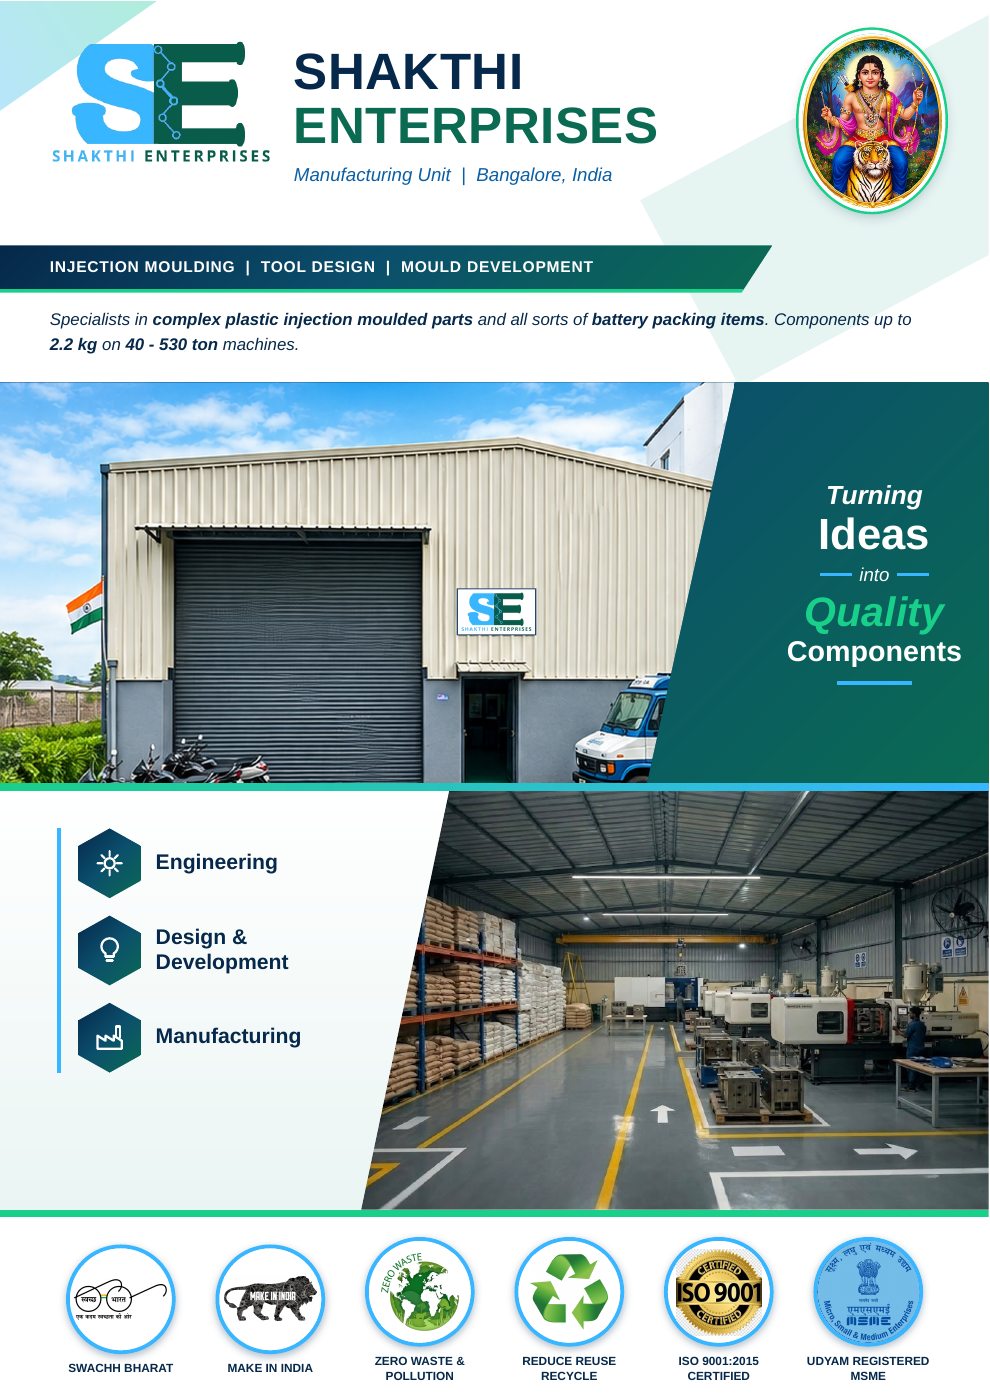 SE
SHAKTHI ENTERPRISES
SHAKTHI
ENTERPRISES
Manufacturing Unit | Bangalore, India
INJECTION MOULDING | TOOL DESIGN | MOULD DEVELOPMENT
Specialists in complex plastic injection moulded parts and all sorts of battery packing items. Components up to
2.2 kg on 40 - 530 ton machines.
SE
SHAKTHI ENTERPRISES
Turning
Ideas
into
Quality
Components
Engineering
Design &
Development
Manufacturing
स्वच्छ भारत
एक कदम स्वच्छता की ओर
SWACHH BHARAT
MAKE IN INDIA
MAKE IN INDIA
ZERO WASTE
ZERO WASTE &
POLLUTION
REDUCE REUSE
RECYCLE
CERTIFIED
ISO 9001
CERTIFIED
ISO 9001:2015
CERTIFIED
सूक्ष्म, लघु एवं मध्यम उद्यम
एमएसएमई
MSME
Micro, Small & Medium Enterprises
UDYAM REGISTERED
MSME